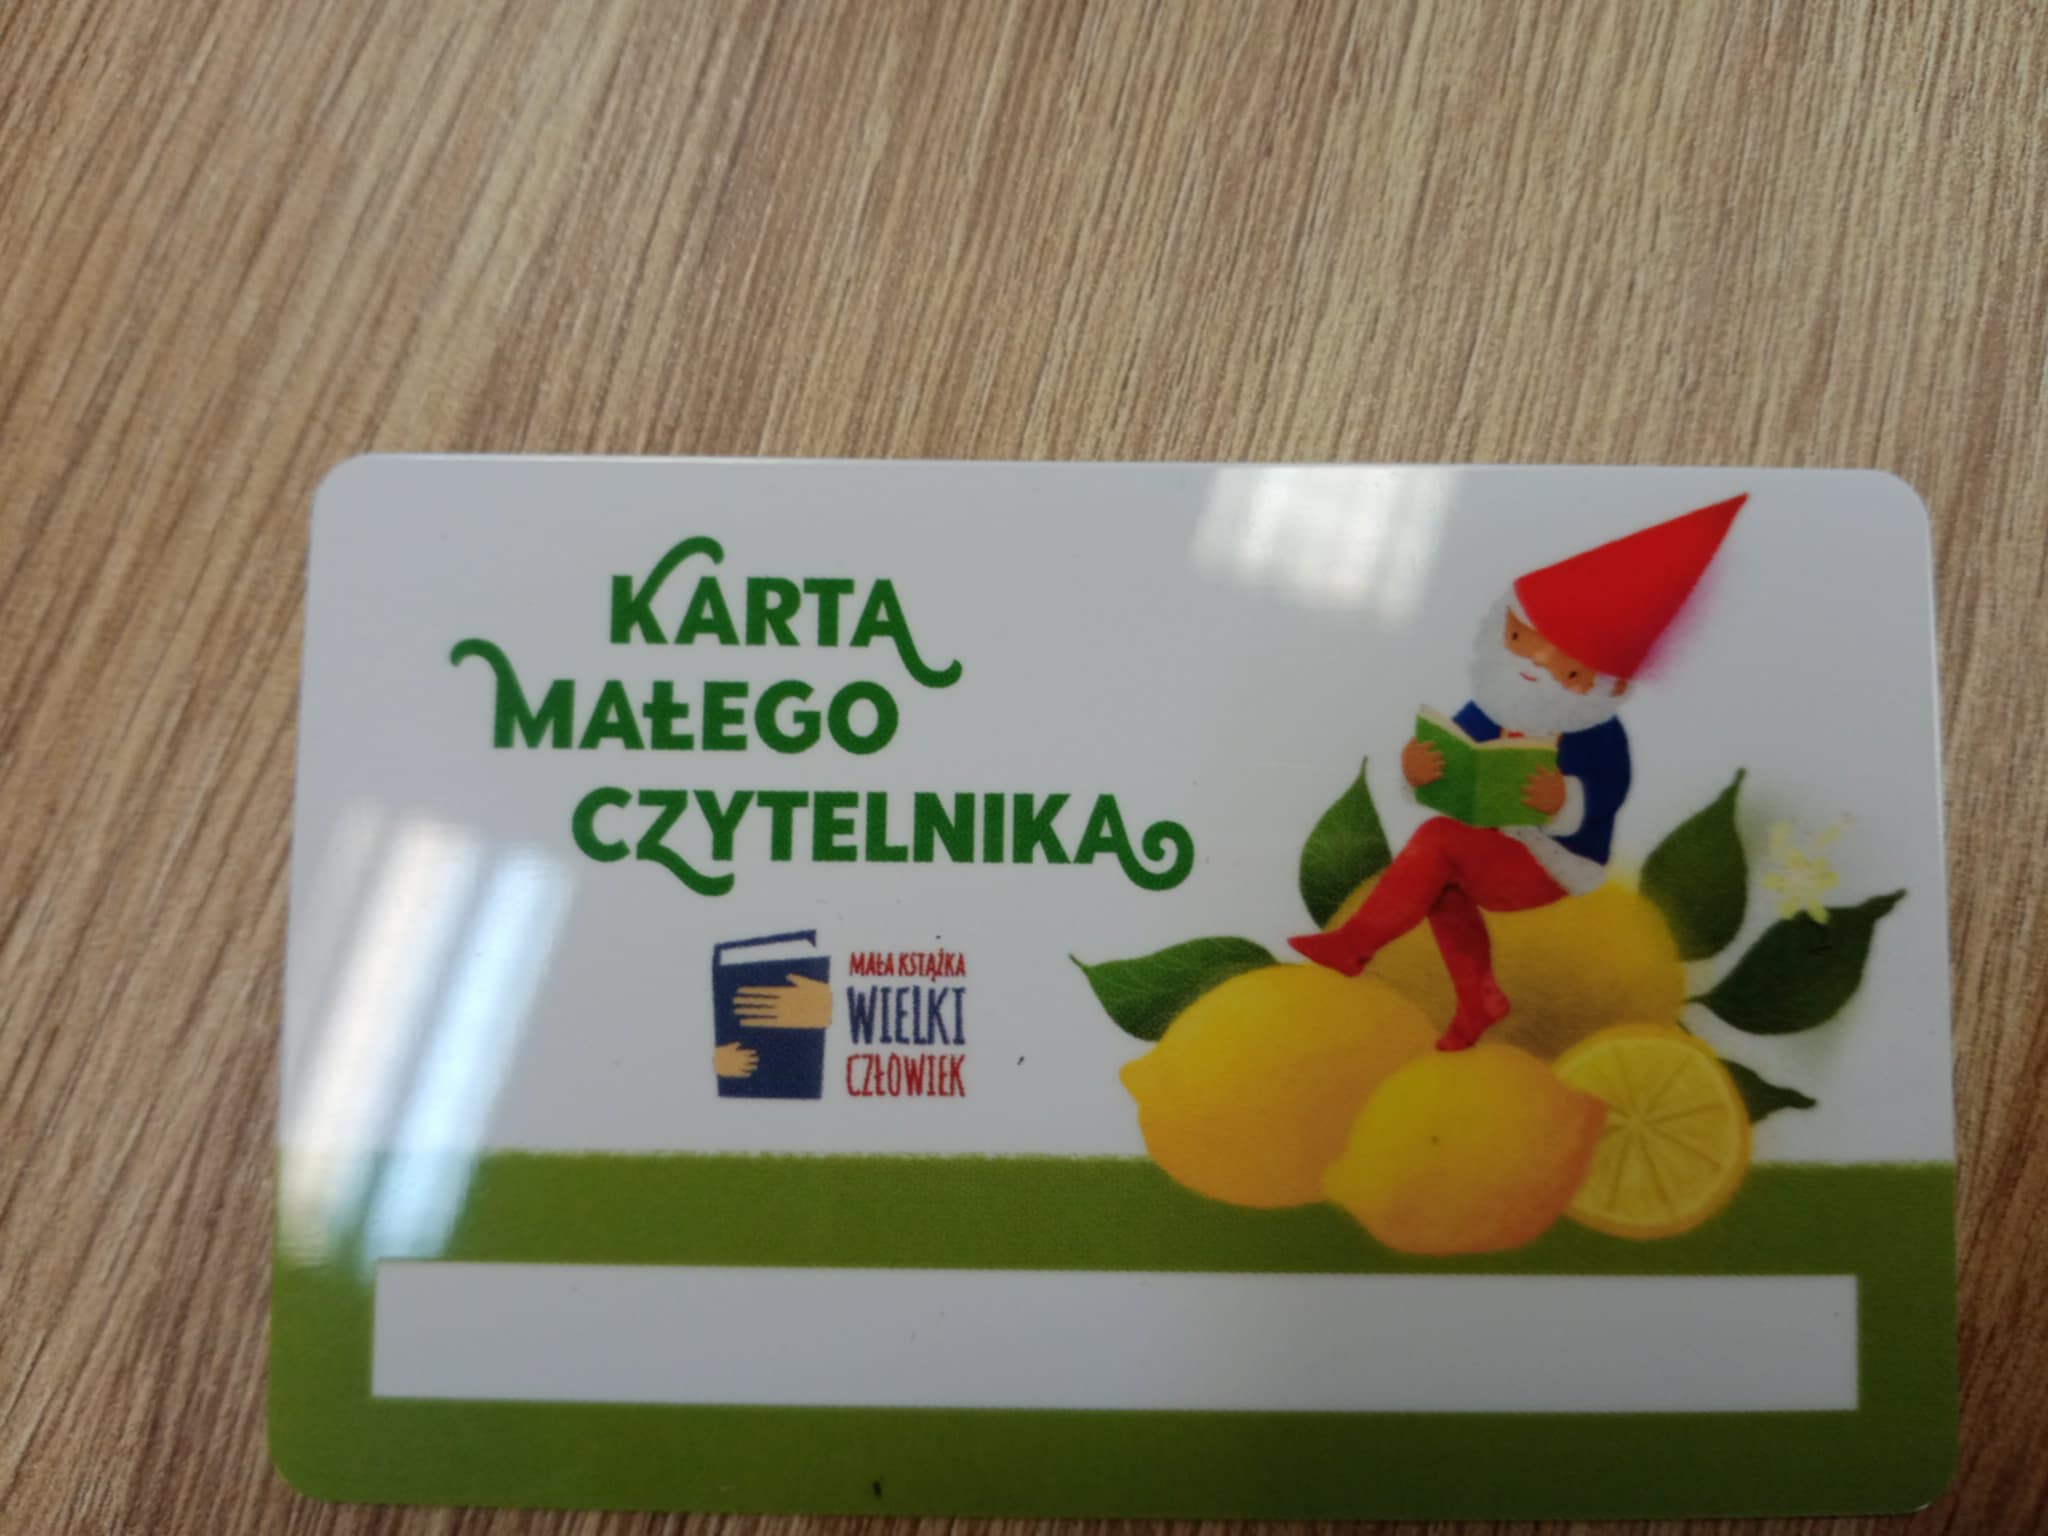 KARTA
MAŁEGO
CZYTELNIKA
MAŁA KSIĄŻKA
WIELKI
CZŁOWIEK